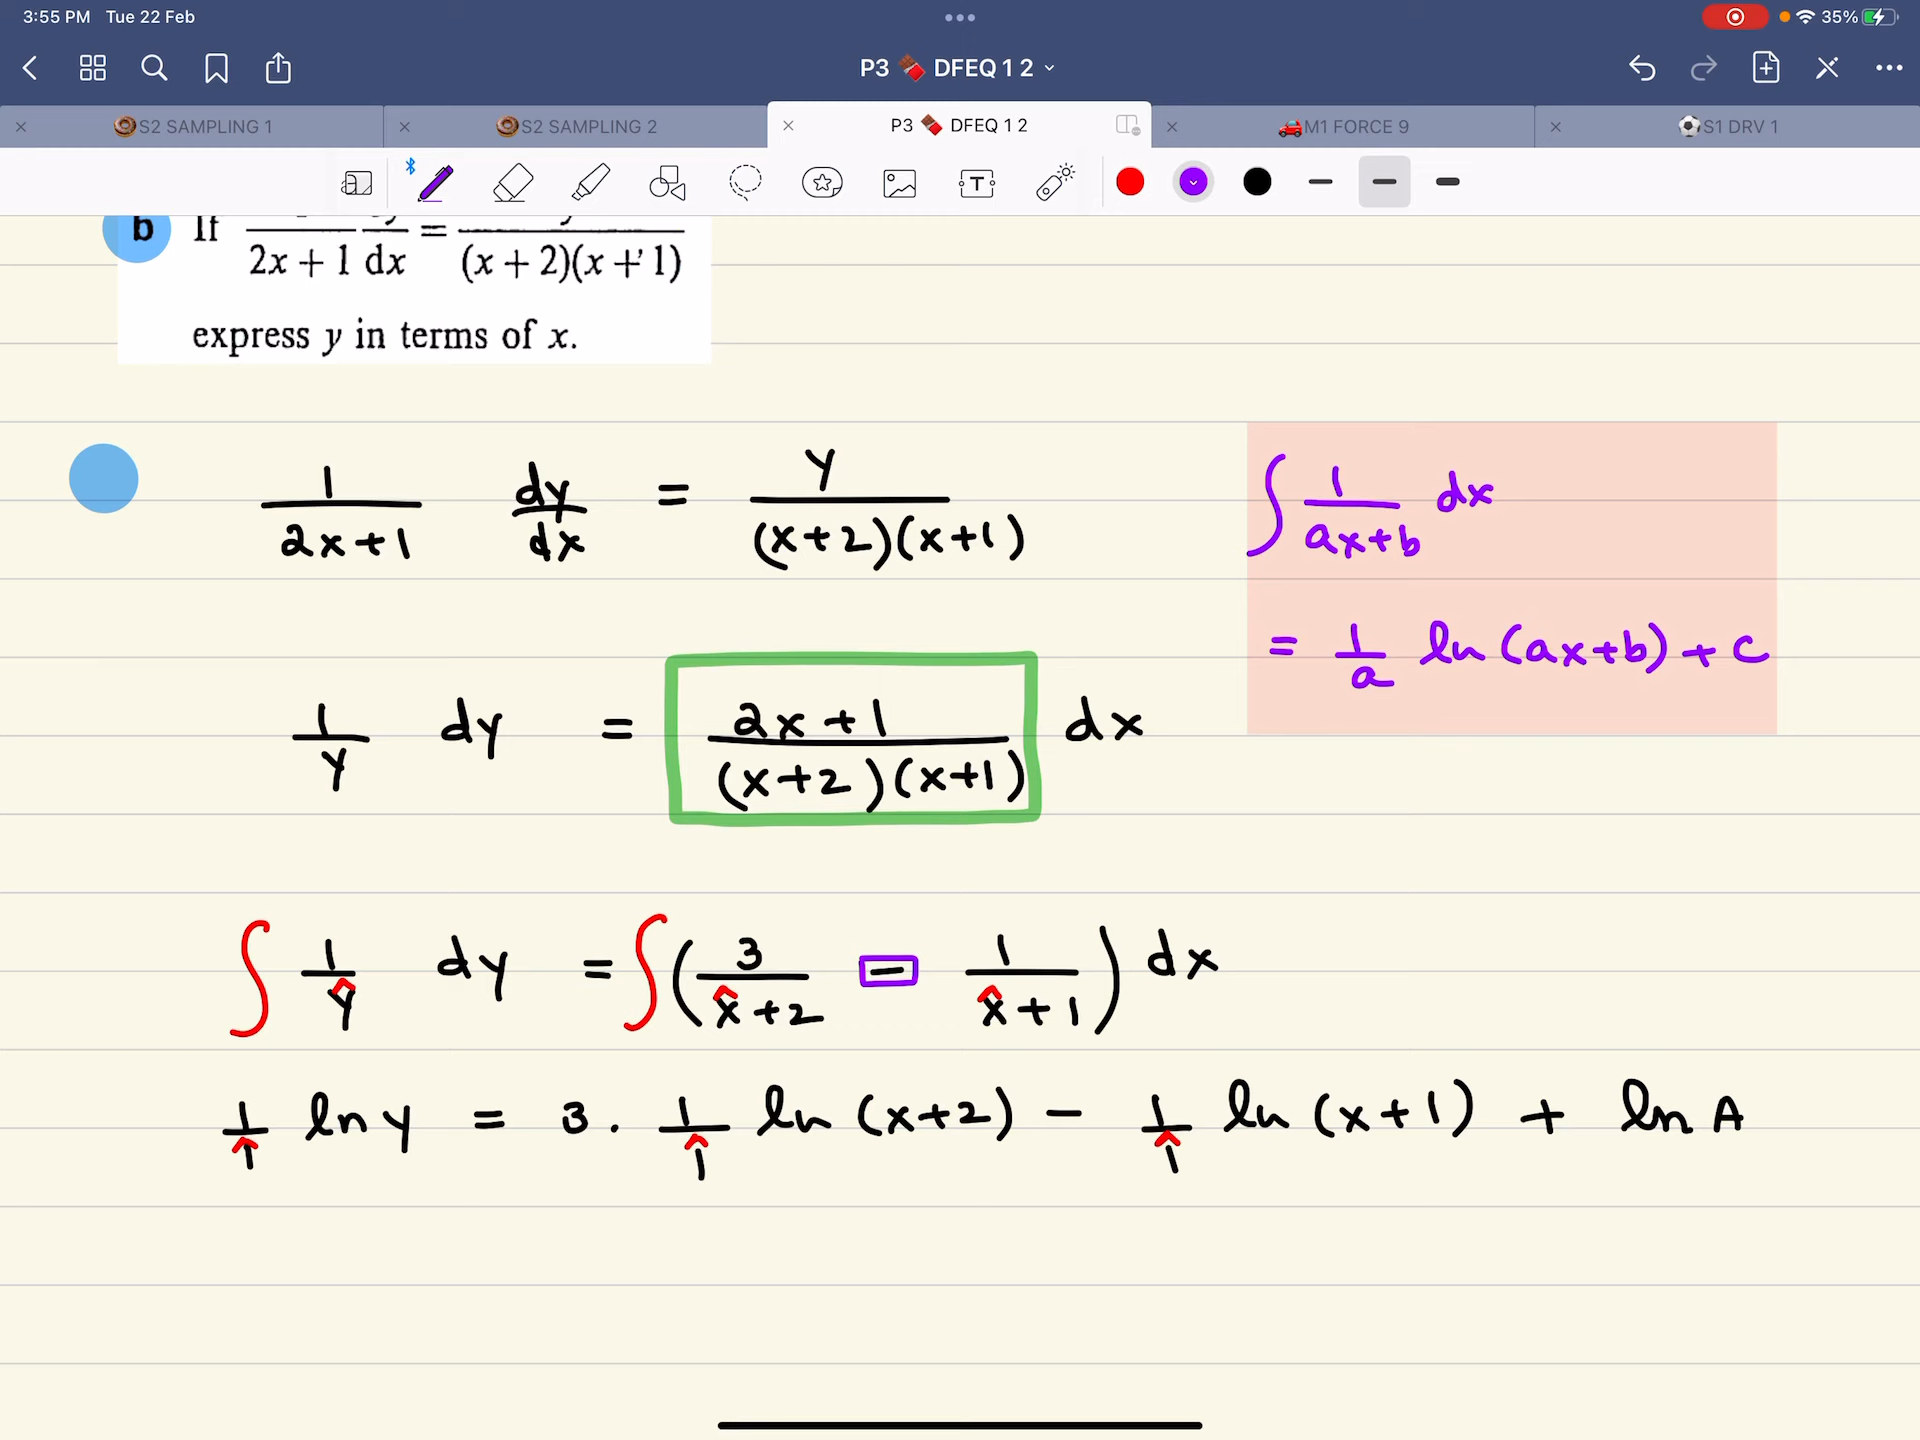 3:55 PM Tue 22 Feb
35%
P3 🍫 DFEQ 1 2
S2 SAMPLING 1
S2 SAMPLING 2
P3 🍫 DFEQ 1 2
M1 FORCE 9
S1 DRV 1
b If /(2x + 1) /dx = /((x + 2)(x + 1))
express y in terms of x.
1/(2x+1) dy/dx = y/((x+2)(x+1))
∫ 1/(ax+b) dx
= 1/a ln (ax+b) + c
1/y dy = (2x+1)/((x+2)(x+1)) dx
∫ 1/y dy = ∫ (3/(x+2) − 1/(x+1)) dx
1/1 ln y = 3 . 1/1 ln (x+2) − 1/1 ln (x+1) + ln A